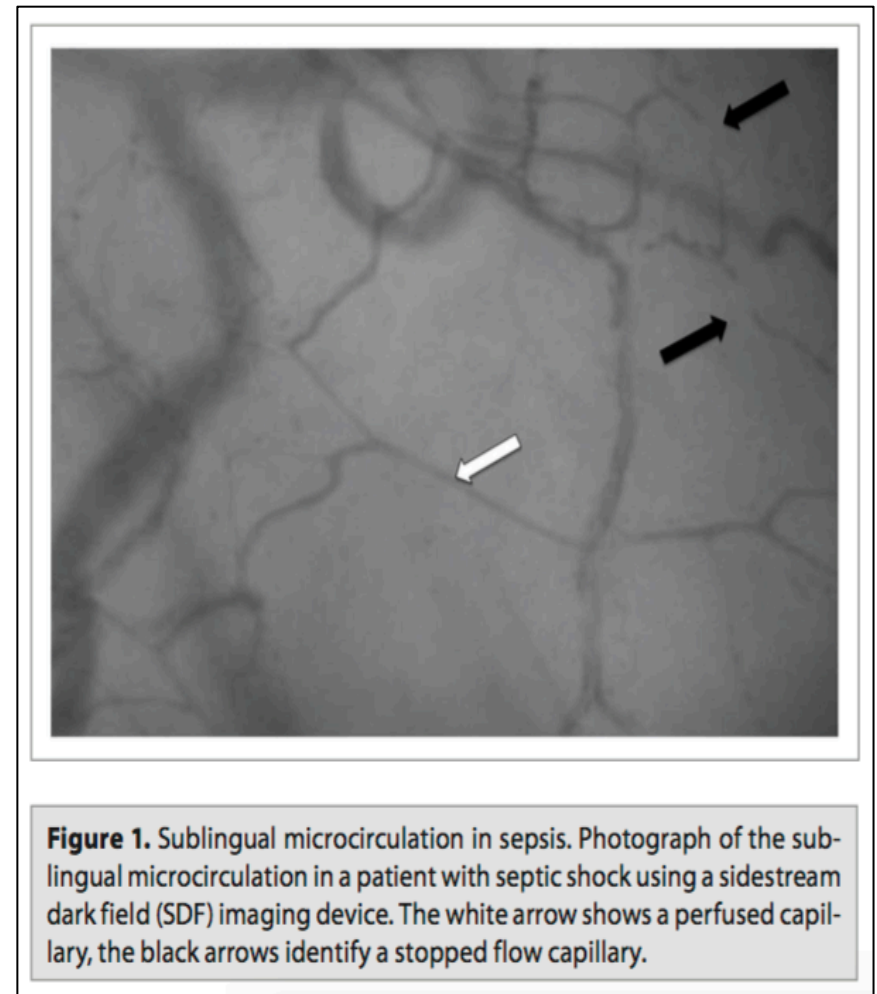 Figure 1. Sublingual microcirculation in sepsis. Photograph of the sub-
lingual microcirculation in a patient with septic shock using a sidestream
dark field (SDF) imaging device. The white arrow shows a perfused capil-
lary, the black arrows identify a stopped flow capillary.